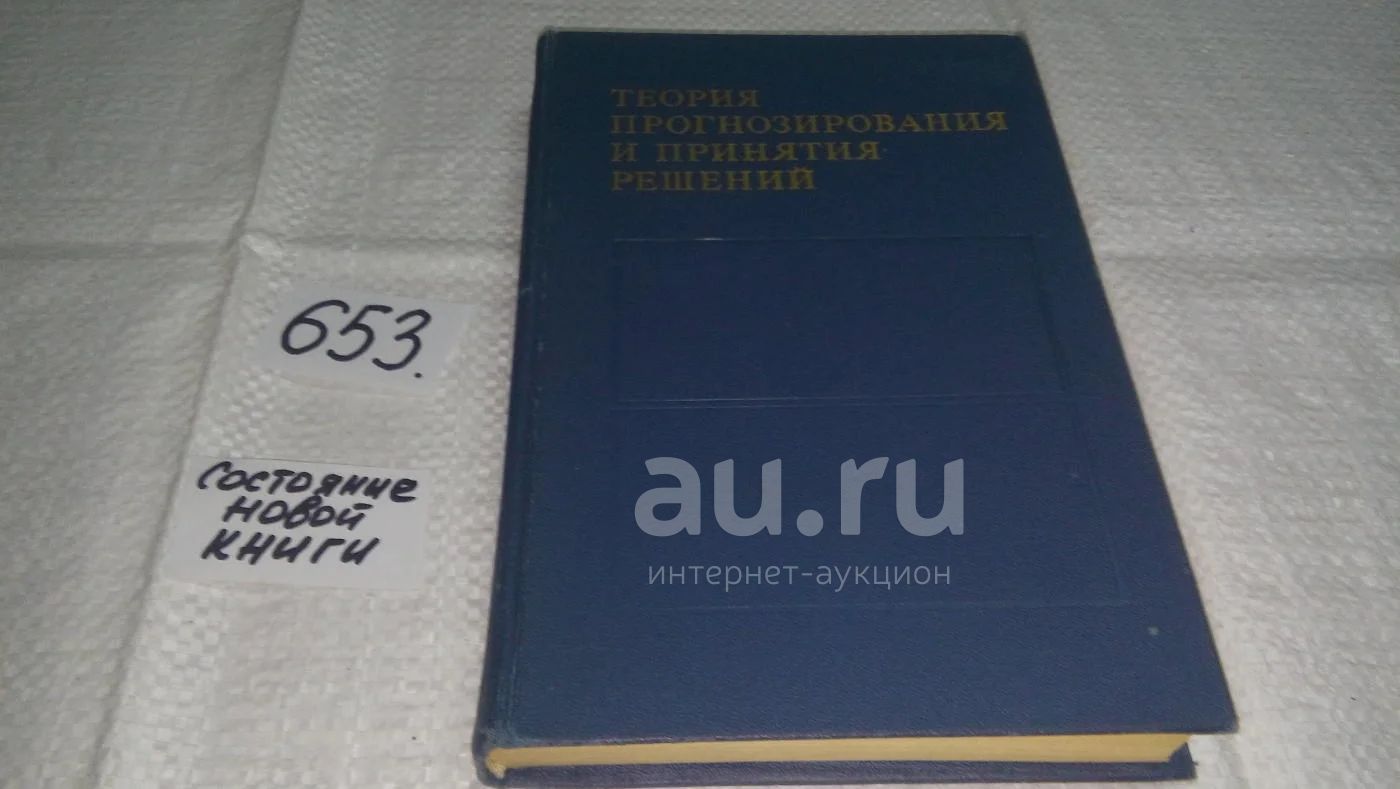 ТЕОРИЯ
ПРОГНОЗИРОВАНИЯ
И ПРИНЯТИЯ
РЕШЕНИЙ
653.
Состояние
новой
книги
au.ru
интернет-аукцион